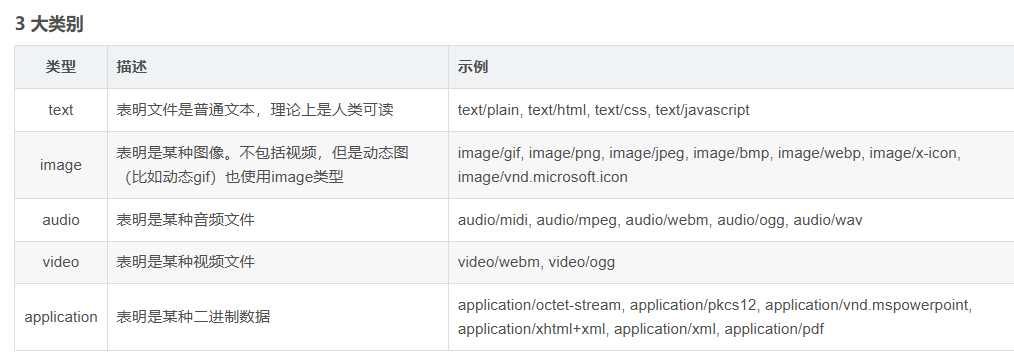 3 大类别
类型 描述 示例
text 表明文件是普通文本，理论上是人类可读 text/plain, text/html, text/css, text/javascript
image 表明是某种图像。不包括视频，但是动态图
（比如动态gif）也使用image类型
image/gif, image/png, image/jpeg, image/bmp, image/webp, image/x-icon,
image/vnd.microsoft.icon
audio 表明是某种音频文件 audio/midi, audio/mpeg, audio/webm, audio/ogg, audio/wav
video 表明是某种视频文件 video/webm, video/ogg
application 表明是某种二进制数据
application/octet-stream, application/pkcs12, application/vnd.mspowerpoint,
application/xhtml+xml, application/xml, application/pdf